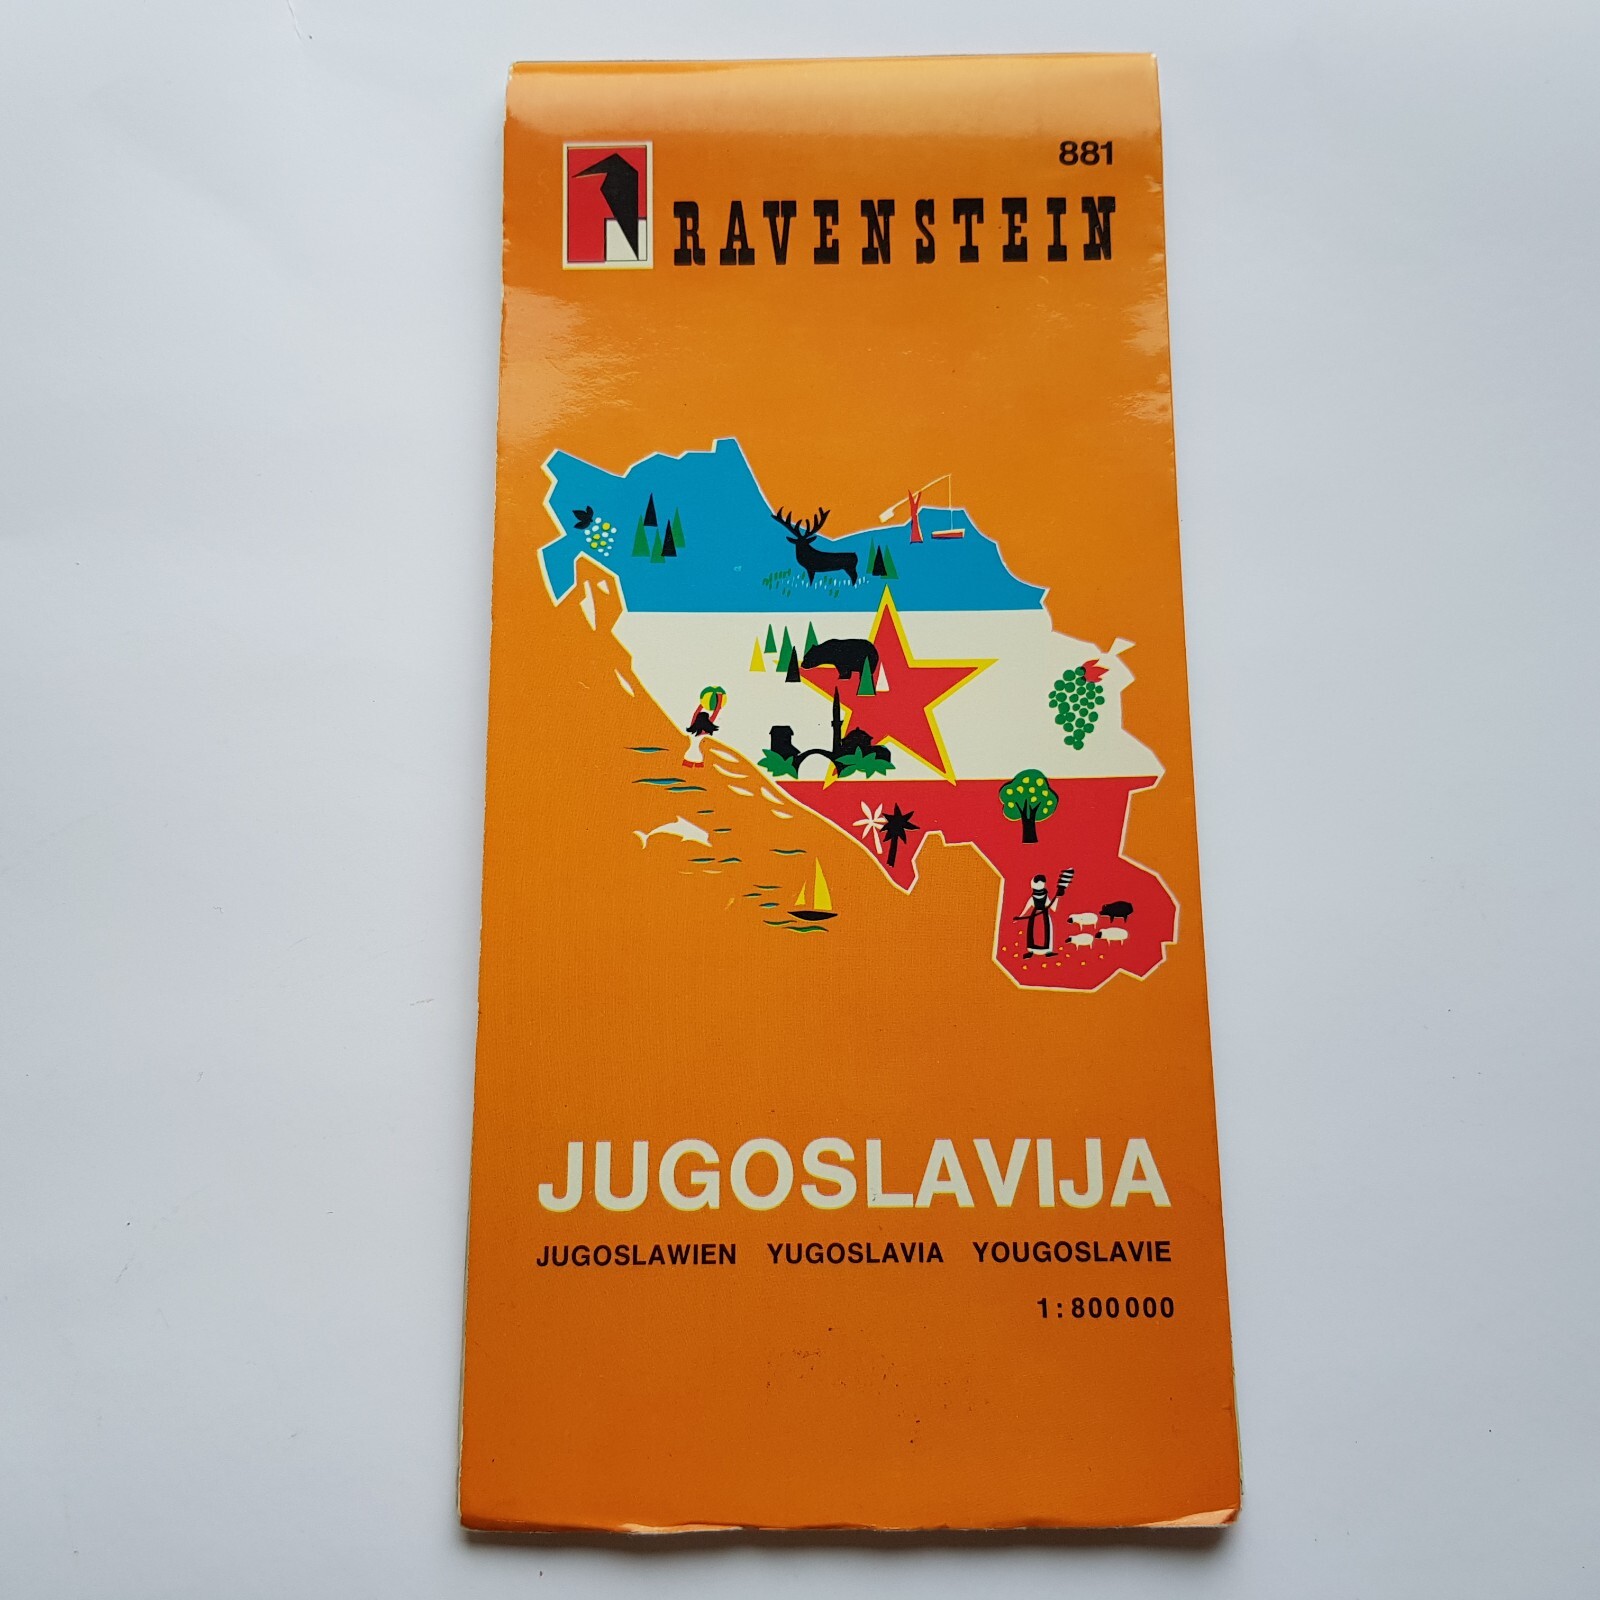 881
RAVENSTEIN
JUGOSLAVIJA
JUGOSLAWIEN YUGOSLAVIA YOUGOSLAVIE
1:800000